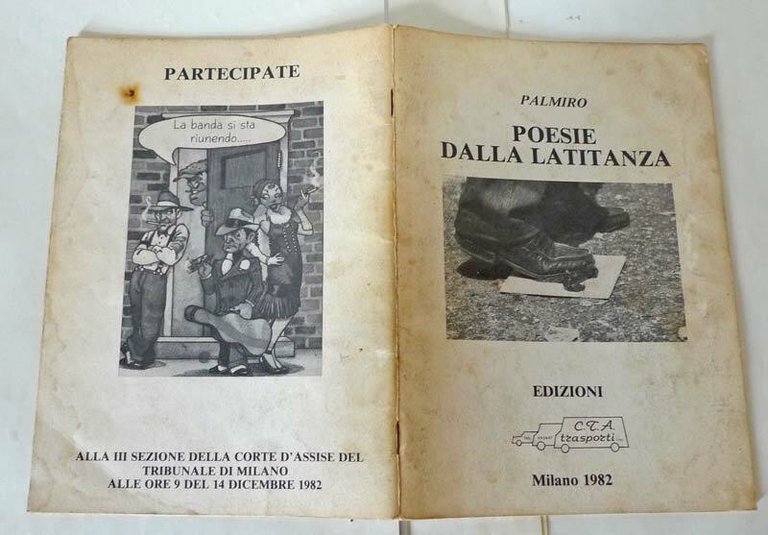 PARTECIPATE
La banda si sta
riunendo.....
ALLA III SEZIONE DELLA CORTE D'ASSISE DEL
TRIBUNALE DI MILANO
ALLE ORE 9 DEL 14 DICEMBRE 1982
PALMIRO
POESIE
DALLA LATITANZA
EDIZIONI
C.T.A.
trasporti
Milano 1982